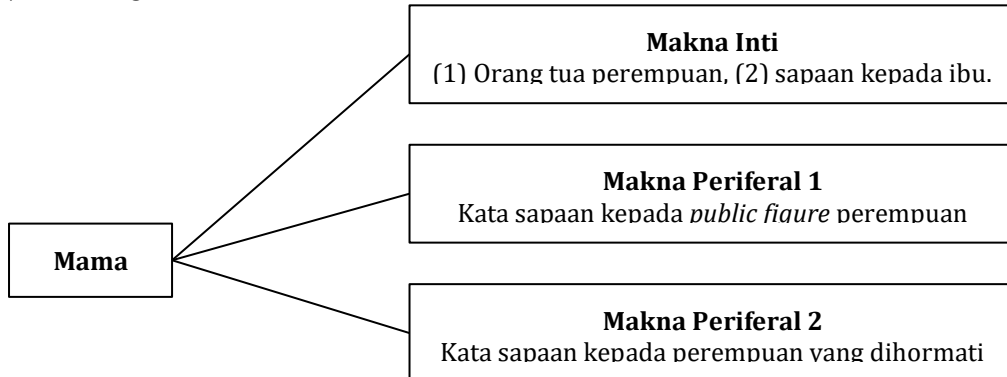 Makna Inti
(1) Orang tua perempuan, (2) sapaan kepada ibu.
Makna Periferal 1
Kata sapaan kepada public figure perempuan
Mama
Makna Periferal 2
Kata sapaan kepada perempuan yang dihormati